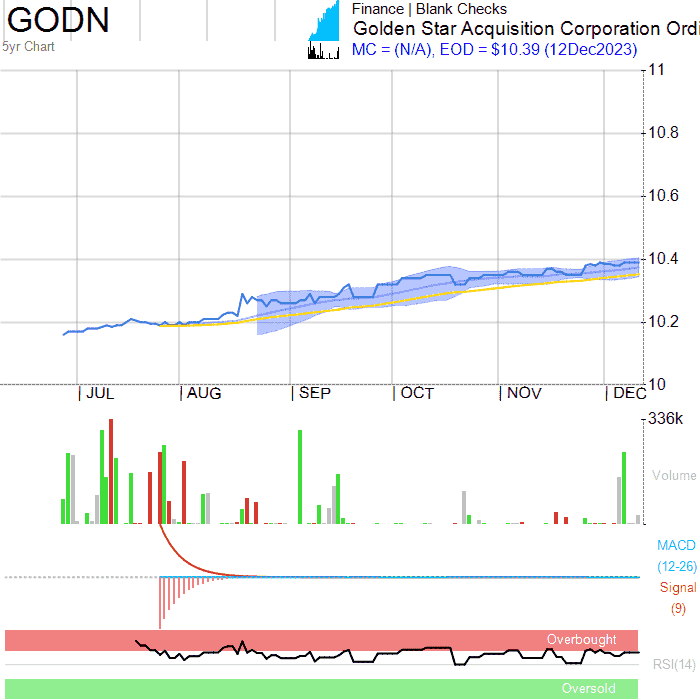 GODN
5yr Chart
Finance | Blank Checks
Golden Star Acquisition Corporation Ordi
MC = (N/A), EOD = $10.39 (12Dec2023)
11
10.8
10.6
10.4
10.2
10
| JUL | AUG | SEP | OCT | NOV | DEC
336k
Volume
MACD
(12-26)
Signal
(9)
Overbought
RSI(14)
Oversold